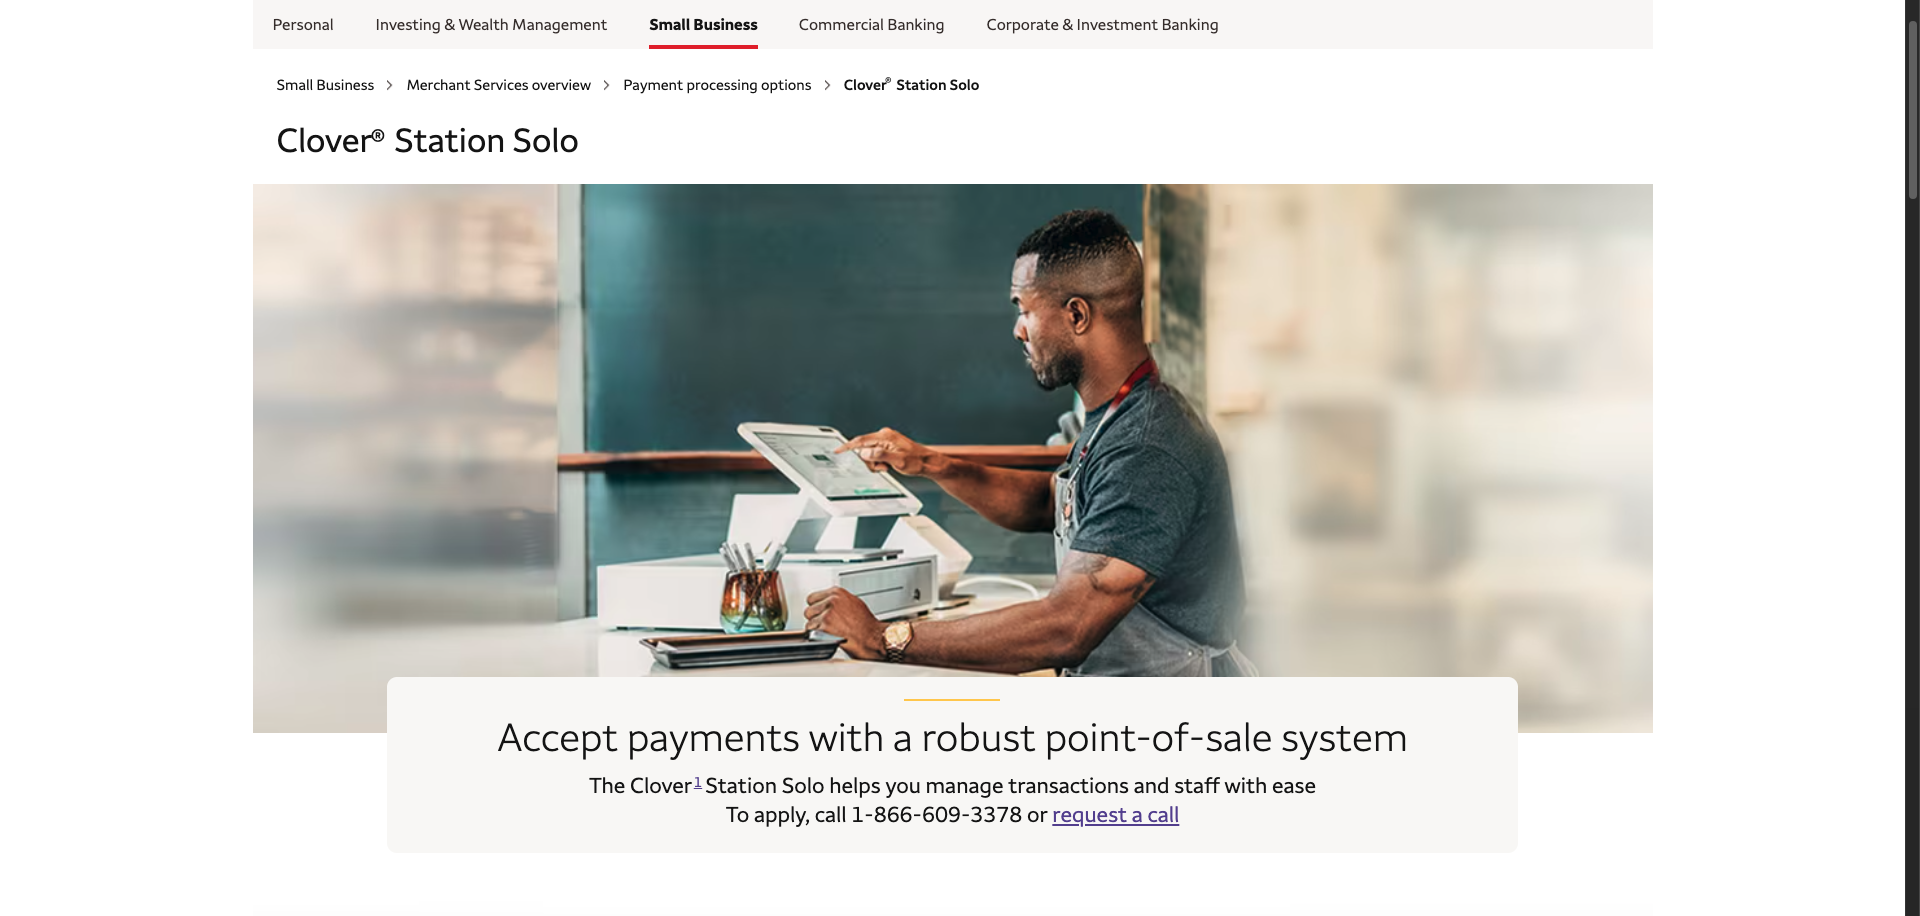 Personal Investing & Wealth Management Small Business Commercial Banking Corporate & Investment Banking
Small Business > Merchant Services overview > Payment processing options > Clover® Station Solo
Clover® Station Solo
Accept payments with a robust point-of-sale system
The Clover1 Station Solo helps you manage transactions and staff with ease
To apply, call 1-866-609-3378 or request a call